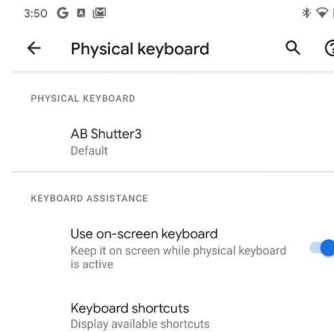 3:50 G A M
Physical keyboard
PHYSICAL KEYBOARD
AB Shutter3
Default
KEYBOARD ASSISTANCE
Use on-screen keyboard
Keep it on screen while physical keyboard
is active
Keyboard shortcuts
Display available shortcuts